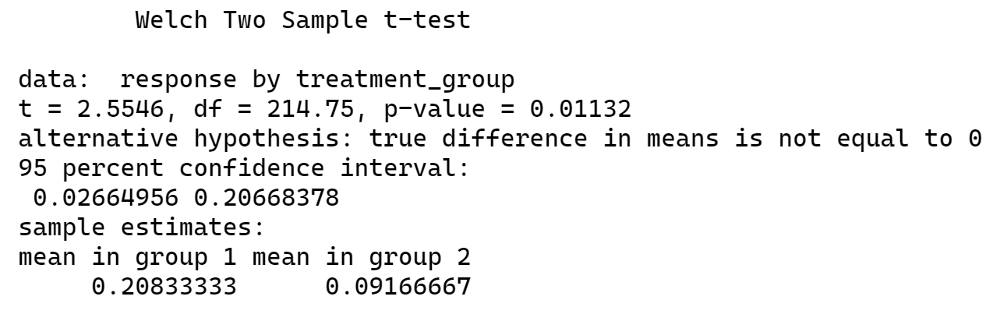 Welch Two Sample t-test
data:  response by treatment_group
t = 2.5546, df = 214.75, p-value = 0.01132
alternative hypothesis: true difference in means is not equal to 0
95 percent confidence interval:
 0.02664956 0.20668378
sample estimates:
mean in group 1 mean in group 2
     0.20833333      0.09166667